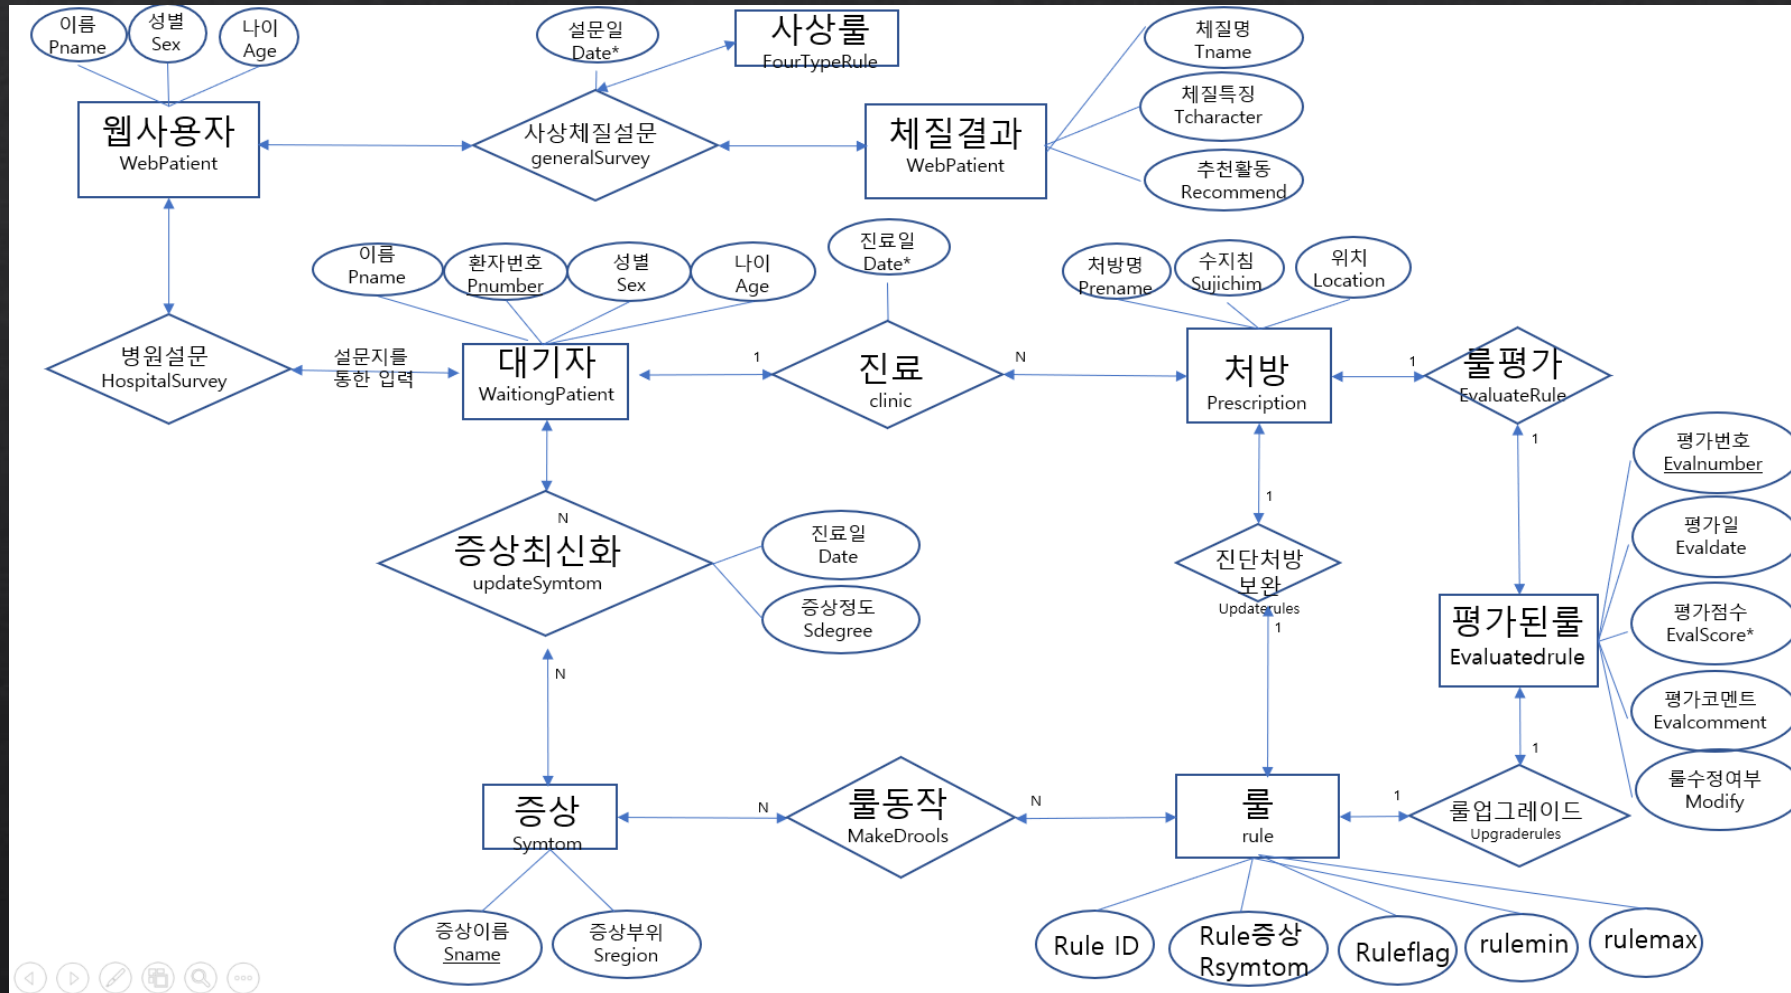 이름
Pname
성별
Sex
나이
Age
설문일
Date*
사상룰
FourTypeRule
체질명
Tname
체질특징
Tcharacter
추천활동
Recommend
웹사용자
WebPatient
사상체질설문
generalSurvey
체질결과
WebPatient
이름
Pname
환자번호
Pnumber
성별
Sex
나이
Age
진료일
Date*
처방명
Prename
수지침
Sujichim
위치
Location
병원설문
HospitalSurvey
설문지를
통한 입력
대기자
WaitiongPatient
1
진료
clinic
N
처방
Prescription
1
룰평가
EvaluateRule
1
평가번호
Evalnumber
평가일
Evaldate
평가점수
EvalScore*
평가코멘트
Evalcomment
룰수정여부
Modify
N
증상최신화
updateSymtom
진료일
Date
증상정도
Sdegree
1
진단처방
보완
Updaterules
1
평가된룰
Evaluatedrule
N
1
증상
Symtom
N
룰동작
MakeDrools
N
룰
rule
1
룰업그레이드
Upgraderules
증상이름
Sname
증상부위
Sregion
Rule ID
Rule증상
Rsymtom
Ruleflag
rulemin
rulemax